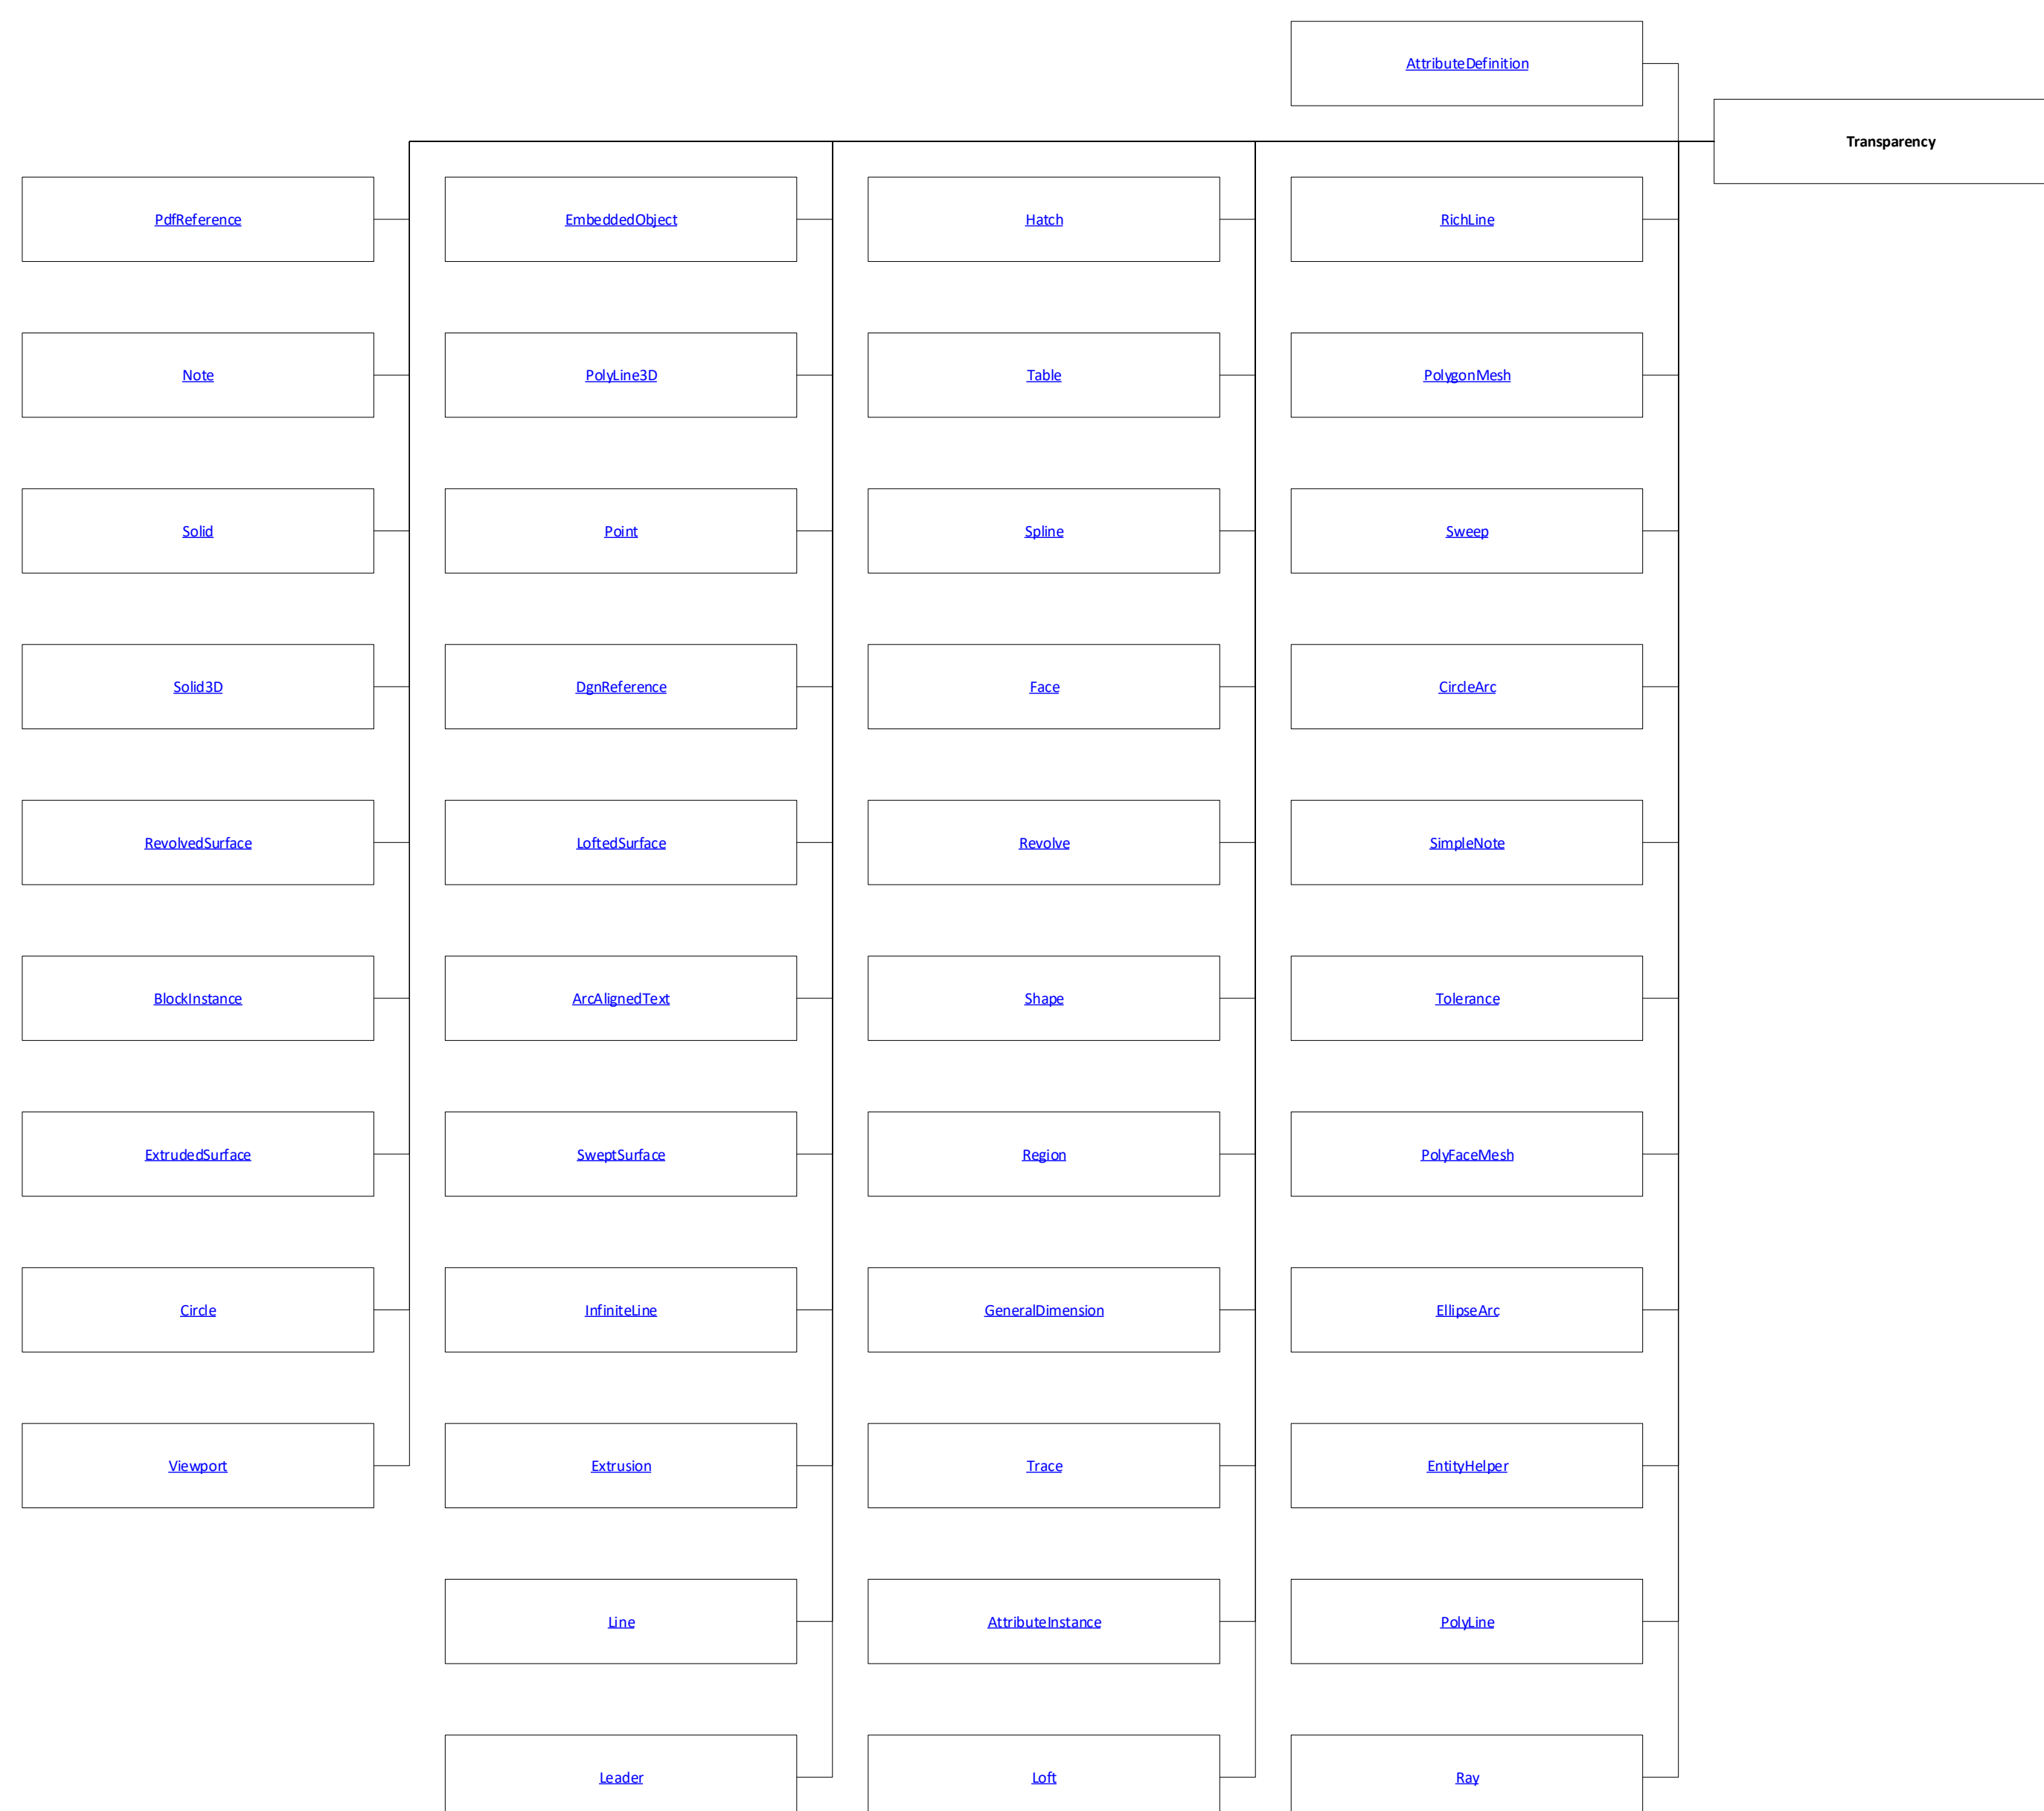 AttributeDefinition
Transparency
PdfReference
EmbeddedObject
Hatch
RichLine
Note
PolyLine3D
Table
PolygonMesh
Solid
Point
Spline
Sweep
Solid3D
DgnReference
Face
CircleArc
RevolvedSurface
LoftedSurface
Revolve
SimpleNote
BlockInstance
ArcAlignedText
Shape
Tolerance
ExtrudedSurface
SweptSurface
Region
PolyFaceMesh
Circle
InfiniteLine
GeneralDimension
EllipseArc
Viewport
Extrusion
Trace
EntityHelper
Line
AttributeInstance
PolyLine
Leader
Loft
Ray